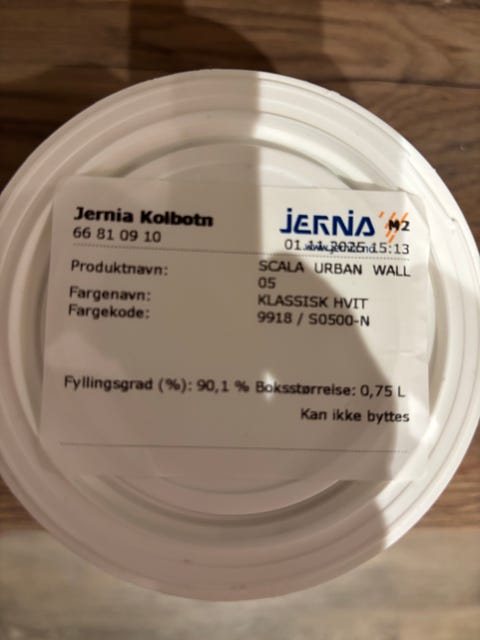 Jernia Kolbotn
JERNIA M2
66 81 09 10
01.11.2025 15:13
Produktnavn: SCALA URBAN WALL
05
Fargenavn: KLASSISK HVIT
Fargekode: 9918 / S0500-N
Fyllingsgrad (%): 90,1 % Boksstørrelse: 0,75 L
Kan ikke byttes